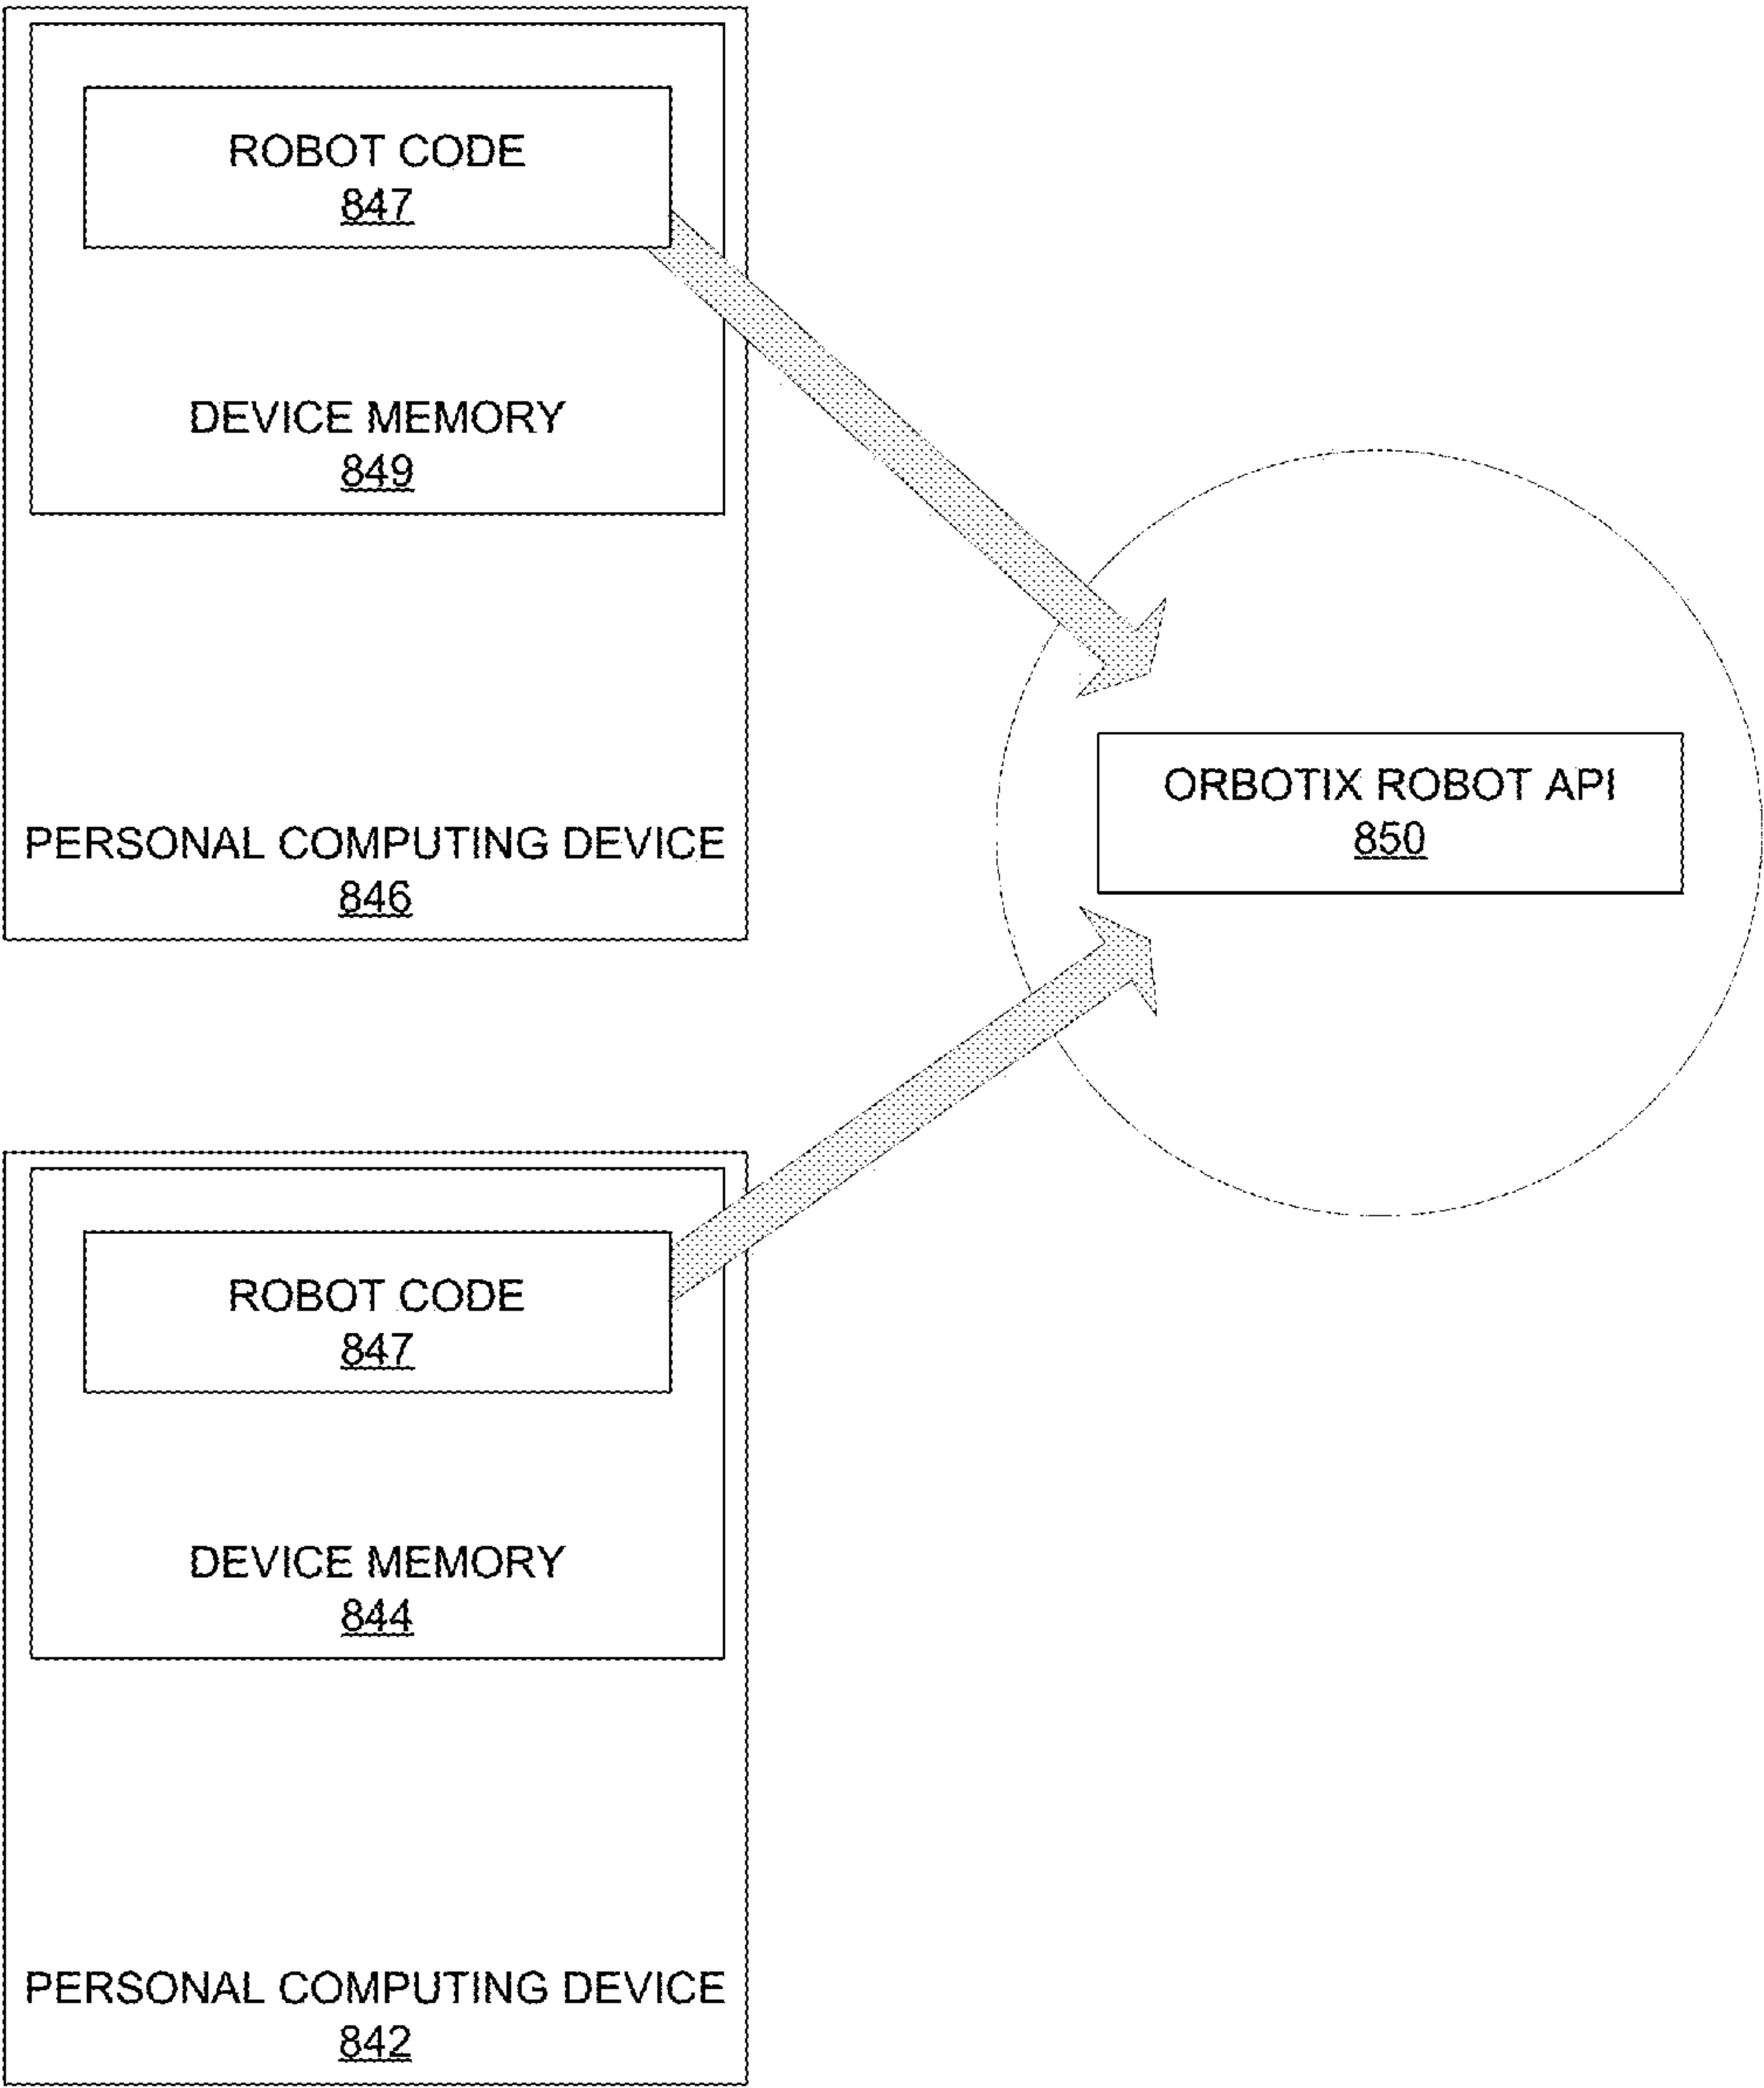 ROBOT CODE
847
DEVICE MEMORY
849
PERSONAL COMPUTING DEVICE
846
ORBOTIX ROBOT API
850
ROBOT CODE
847
DEVICE MEMORY
844
PERSONAL COMPUTING DEVICE
842